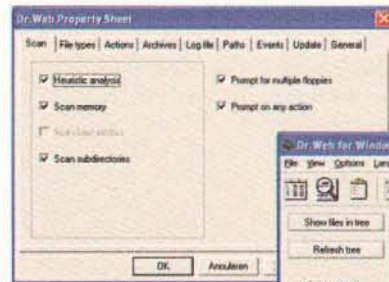 Dr.Web Property Sheet
Scan File types Actions Archives Log file Paths Events Update General
Heuristic analysis
Prompt for multiple floppies
Scan memory
Prompt on any action
Scan subdirectories
OK
Annuleren
Dr.Web for Window
File View Options Lan
Show files in tree
Refresh tree